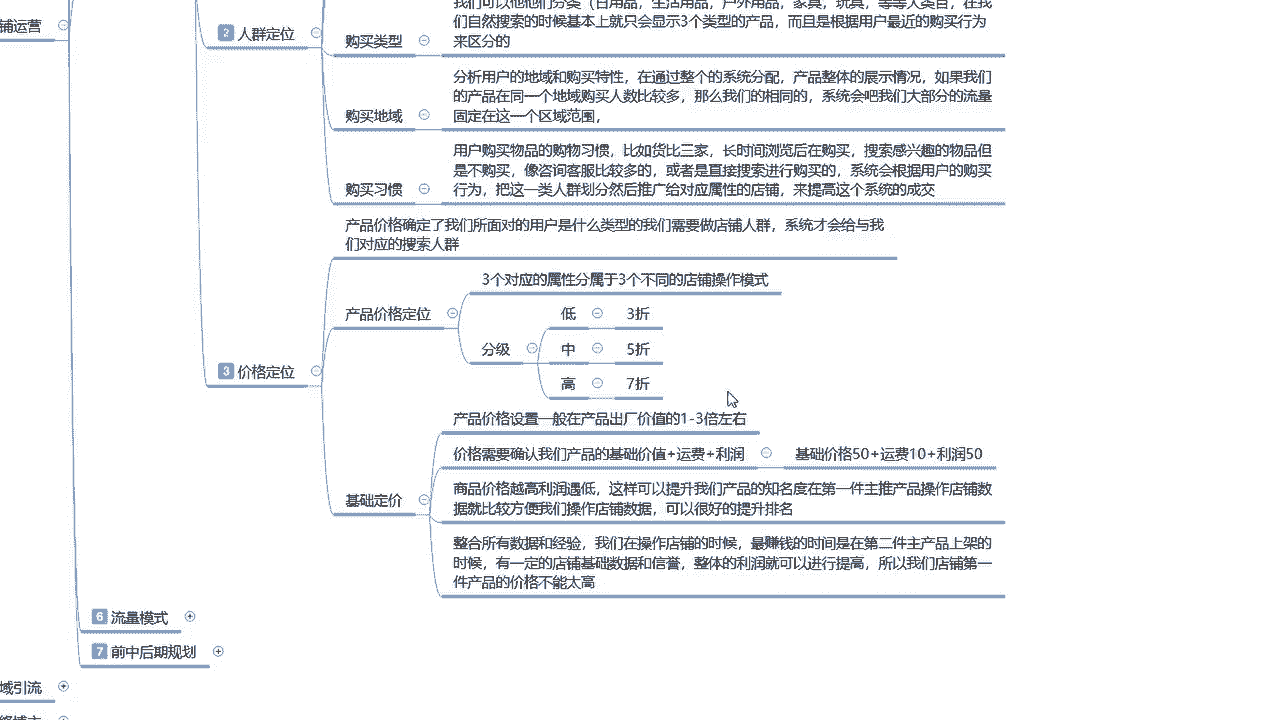 我们可以他他们分类（日用品，生活用品，户外用品，家具，玩具，等等大类目，在我
们自然搜索的时候基本上就只会显示3个类型的产品，而且是根据用户最近的购买行为
来区分的
铺运营
2 人群定位
购买类型
分析用户的地域和购买特性，在通过整个的系统分配，产品整体的展示情况，如果我们
的产品在同一个地域购买人数比较多，那么我们的相同的，系统会吧我们大部分的流量
固定在这一个区域范围，
购买地域
用户购买物品的购物习惯，比如货比三家，长时间浏览后在购买，搜索感兴趣的物品但
是不购买，像咨询客服比较多的，或者是直接搜索进行购买的，系统会根据用户的购买
行为，把这一类人群划分然后推广给对应属性的店铺，来提高这个系统的成交
购买习惯
产品价格确定了我们所面对的用户是什么类型的我们需要做店铺人群，系统才会给与我
们对应的搜索人群
3个对应的属性分属于3个不同的店铺操作模式
产品价格定位
低 3折
分级
中 5折
高 7折
3 价格定位
产品价格设置一般在产品出厂价值的1-3倍左右
价格需要确认我们产品的基础价值+运费+利润
基础价格50+运费10+利润50
商品价格越高利润遇低，这样可以提升我们产品的知名度在第一件主推产品操作店铺数
据就比较方便我们操作店铺数据，可以很好的提升排名
基础定价
整合所有数据和经验，我们在操作店铺的时候，最赚钱的时间是在第二件主产品上架的
时候，有一定的店铺基础数据和信誉，整体的利润就可以进行提高，所以我们店铺第一
件产品的价格不能太高
6 流量模式
7 前中后期规划
域引流